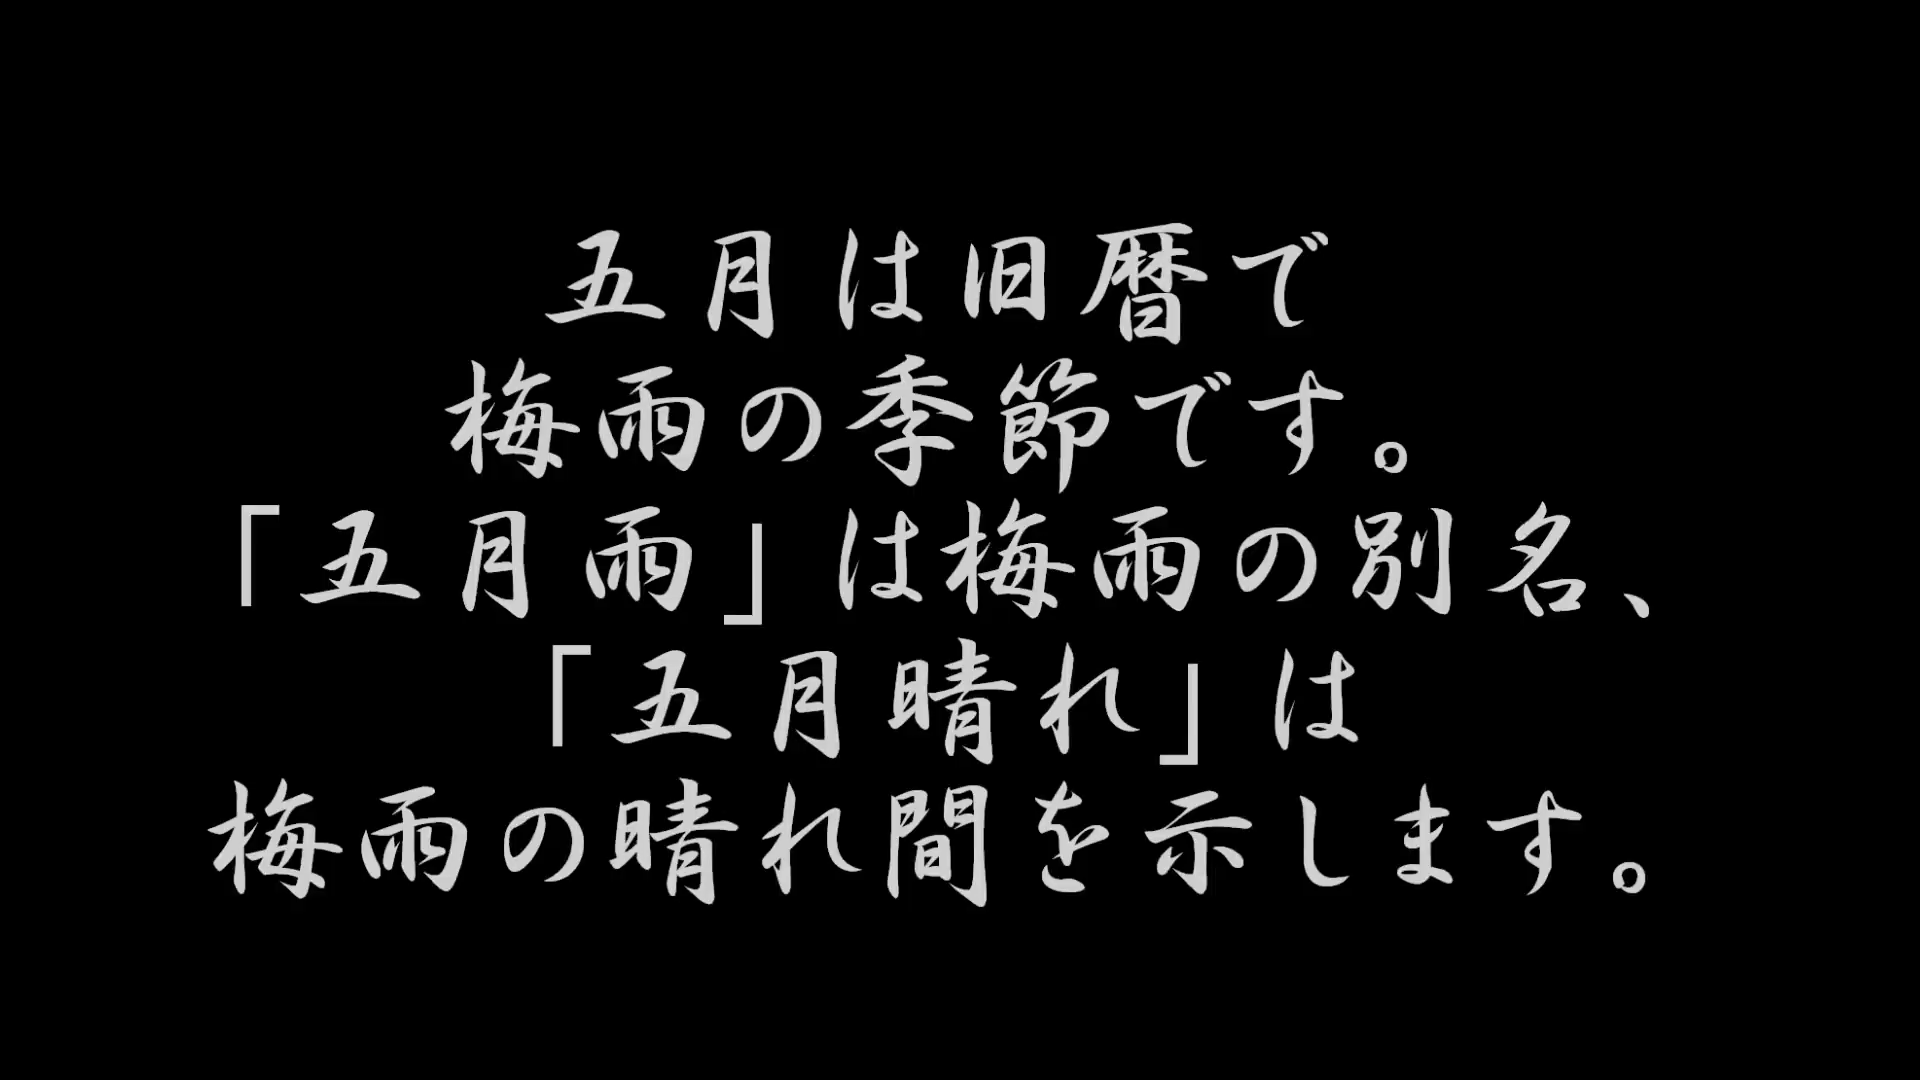 五月は旧暦で
梅雨の季節です。
「五月雨」は梅雨の別名、
「五月晴れ」は
梅雨の晴れ間を示します。